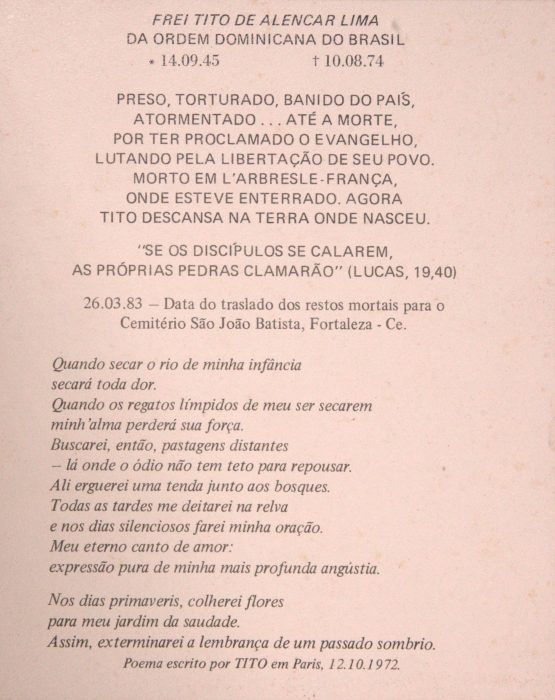 FREI TITO DE ALENCAR LIMA
DA ORDEM DOMINICANA DO BRASIL
* 14.09.45 † 10.08.74
PRESO, TORTURADO, BANIDO DO PAÍS,
ATORMENTADO . . . ATÉ A MORTE,
POR TER PROCLAMADO O EVANGELHO,
LUTANDO PELA LIBERTAÇÃO DE SEU POVO.
MORTO EM L'ARBRESLE-FRANÇA,
ONDE ESTEVE ENTERRADO. AGORA
TITO DESCANSA NA TERRA ONDE NASCEU.
"SE OS DISCÍPULOS SE CALAREM,
AS PRÓPRIAS PEDRAS CLAMARÃO" (LUCAS, 19,40)
26.03.83 – Data do traslado dos restos mortais para o
Cemitério São João Batista, Fortaleza - Ce.
Quando secar o rio de minha infância
secará toda dor.
Quando os regatos límpidos de meu ser secarem
minh'alma perderá sua força.
Buscarei, então, pastagens distantes
– lá onde o ódio não tem teto para repousar.
Ali erguerei uma tenda junto aos bosques.
Todas as tardes me deitarei na relva
e nos dias silenciosos farei minha oração.
Meu eterno canto de amor:
expressão pura de minha mais profunda angústia.
Nos dias primaveris, colherei flores
para meu jardim da saudade.
Assim, exterminarei a lembrança de um passado sombrio.
Poema escrito por TITO em Paris, 12.10.1972.